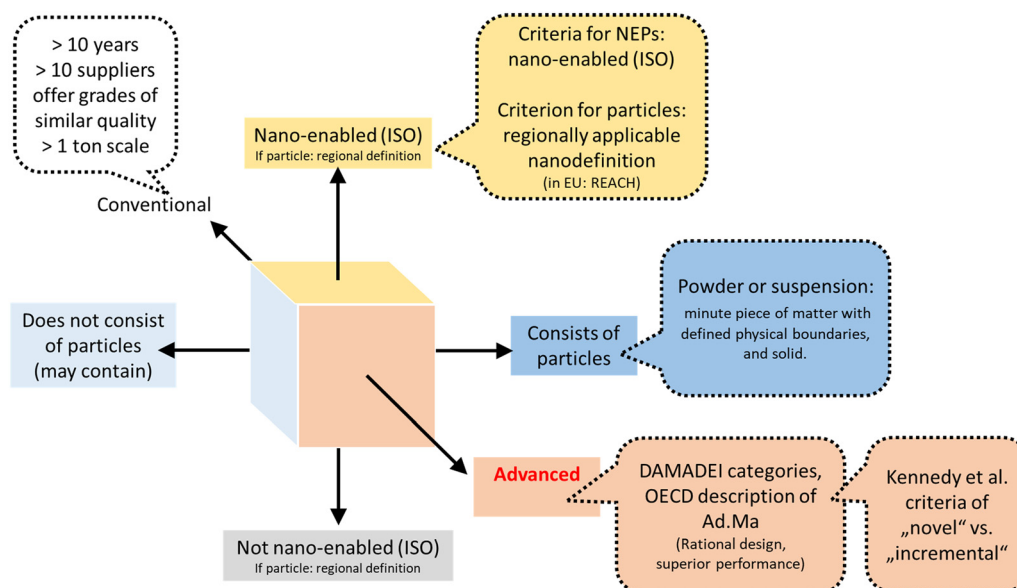 > 10 years
> 10 suppliers
offer grades of
similar quality
> 1 ton scale
Conventional
Nano-enabled (ISO)
If particle: regional definition
Criteria for NEPs:
nano-enabled (ISO)
Criterion for particles:
regionally applicable
nanodefinition
(in EU: REACH)
Does not consist
of particles
(may contain)
Consists of
particles
Powder or suspension:
minute piece of matter with
defined physical boundaries,
and solid.
Advanced
DAMADEI categories,
OECD description of
Ad.Ma
(Rational design,
superior performance)
Kennedy et al.
criteria of
„novel“ vs.
„incremental“
Not nano-enabled (ISO)
If particle: regional definition